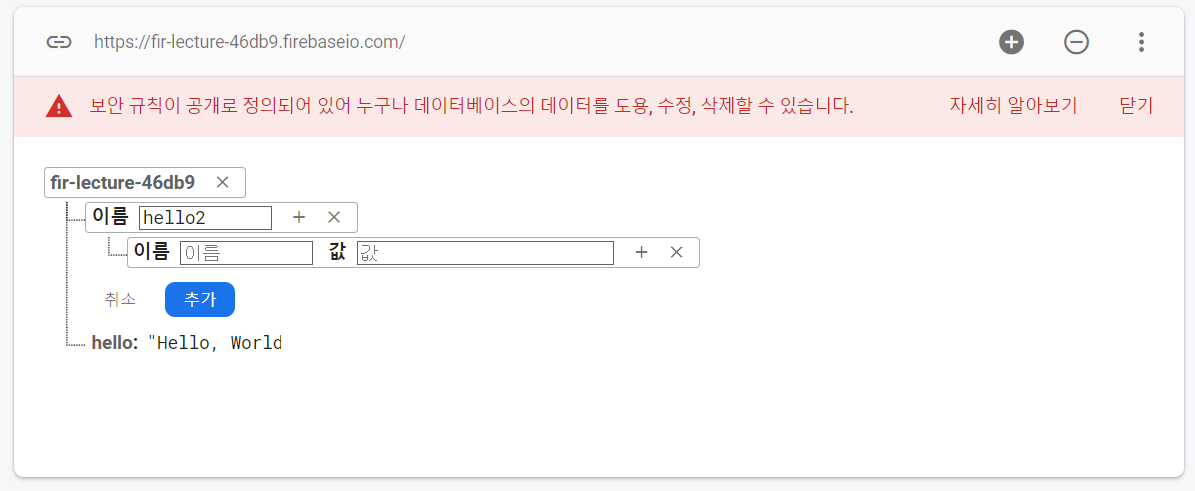 https://fir-lecture-46db9.firebaseio.com/
보안 규칙이 공개로 정의되어 있어 누구나 데이터베이스의 데이터를 도용, 수정, 삭제할 수 있습니다. 자세히 알아보기 닫기
fir-lecture-46db9
이름 hello2
이름 이름 값 값
취소 추가
hello: "Hello, World